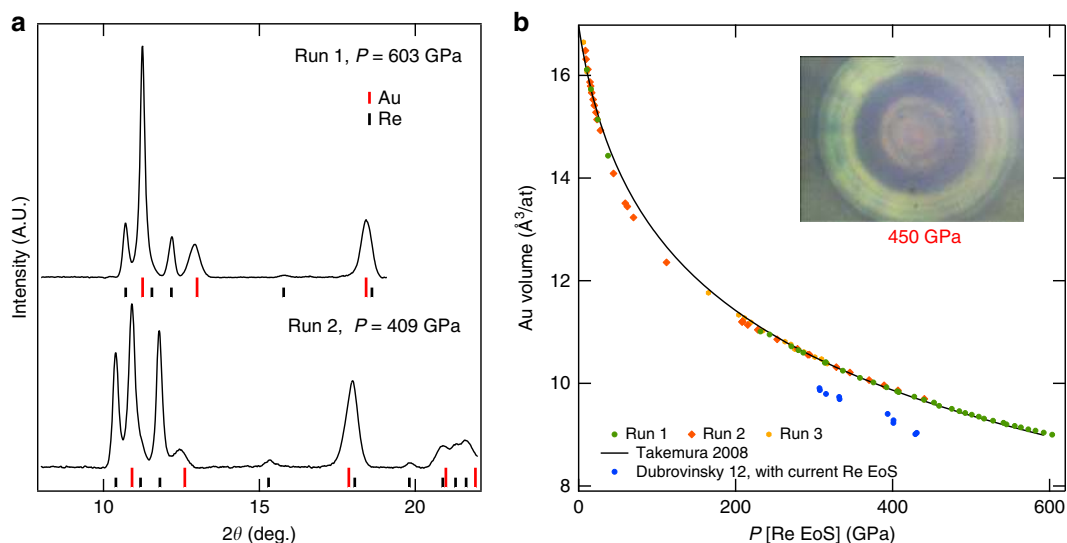 a
Run 1, P = 603 GPa
Au
Re
Run 2, P = 409 GPa
Intensity (A.U.)
10 15 20
2θ (deg.)
b
16
14
12
10
8
Au volume (Å³/at)
450 GPa
Run 1 Run 2 Run 3
Takemura 2008
Dubrovinsky 12, with current Re EoS
0 200 400 600
P [Re EoS] (GPa)